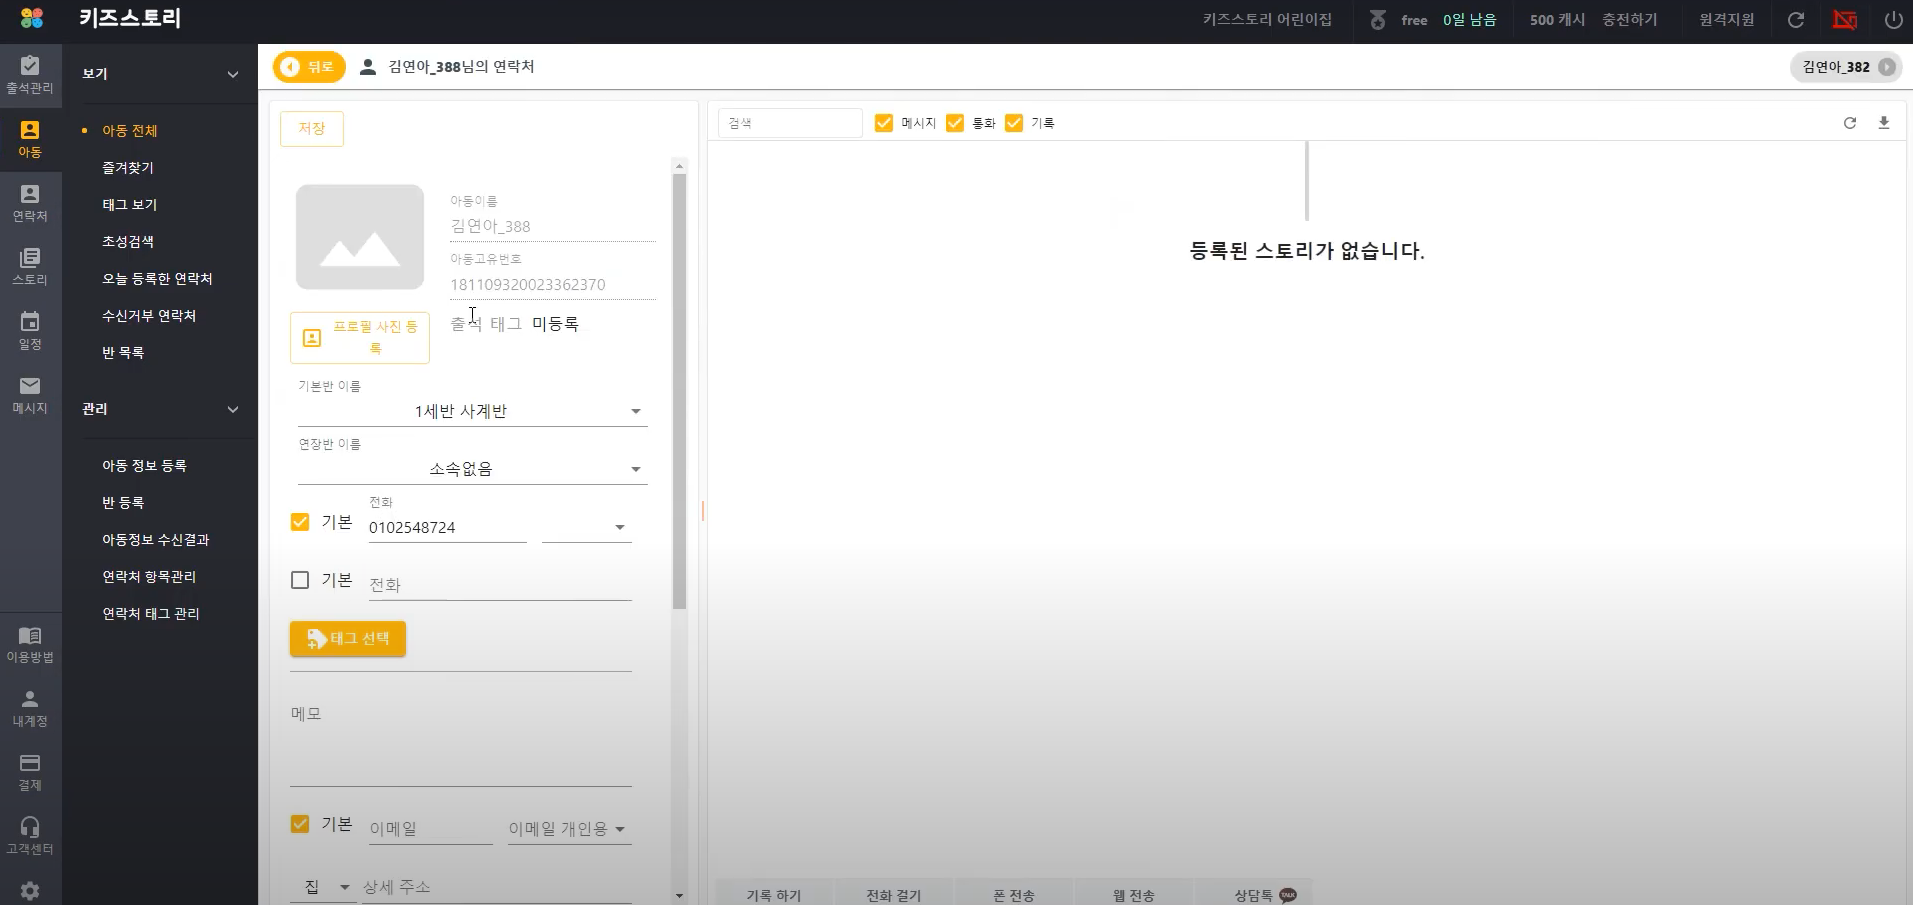 키즈스토리
키즈스토리 어린이집
free 0일 남음
500 캐시 충전하기
원격지원
출석관리
아동
연락처
스토리
일정
메시지
이용방법
내계정
결제
고객센터
보기
아동 전체
즐겨찾기
태그 보기
초성검색
오늘 등록한 연락처
수신거부 연락처
반 목록
관리
아동 정보 등록
반 등록
아동정보 수신결과
연락처 항목관리
연락처 태그 관리
뒤로
김연아_388님의 연락처
김연아_382
저장
아동이름
김연아_388
아동고유번호
181109320023362370
출석 태그 미등록
프로필 사진 등
록
기본반 이름
1세반 사계반
연장반 이름
소속없음
전화
기본 0102548724
기본 전화
태그 선택
메모
기본 이메일 이메일 개인용
집 상세 주소
검색 메시지 통화 기록
등록된 스토리가 없습니다.
기록 하기 전화 걸기 폰 전송 웹 전송 상담톡 TALK